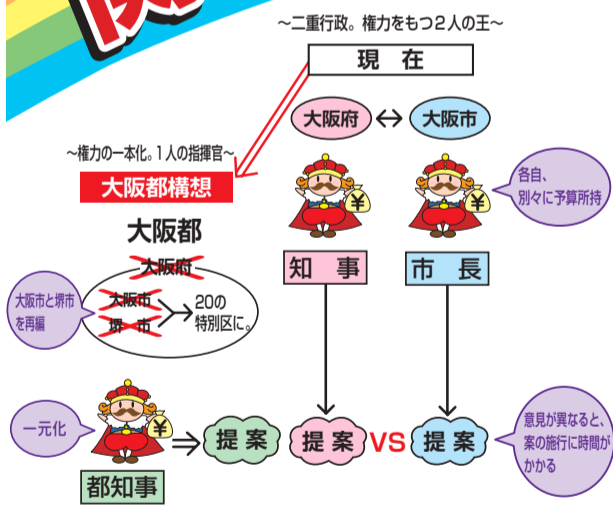 ～二重行政。権力をもつ2人の王～
現 在
大阪府 ↔ 大阪市
～権力の一本化。1人の指揮官～
大阪都構想
大阪都
大阪府
大阪市
堺 市
20の
特別区に。
大阪市と堺市
を再編
¥
¥
各自、
別々に予算所持
知 事
市 長
一元化
¥
都知事
提 案
提 案 VS 提 案
意見が異なると、
案の施行に時間が
かかる